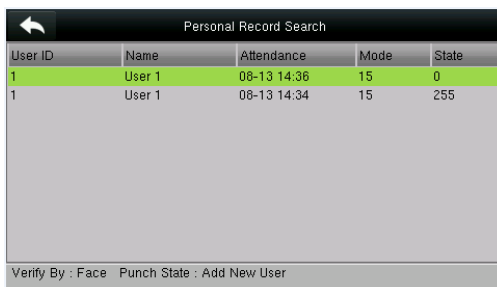 Personal Record Search
User ID Name Attendance Mode State
1 User 1 08-13 14:36 15 0
1 User 1 08-13 14:34 15 255
Verify By : Face Punch State : Add New User